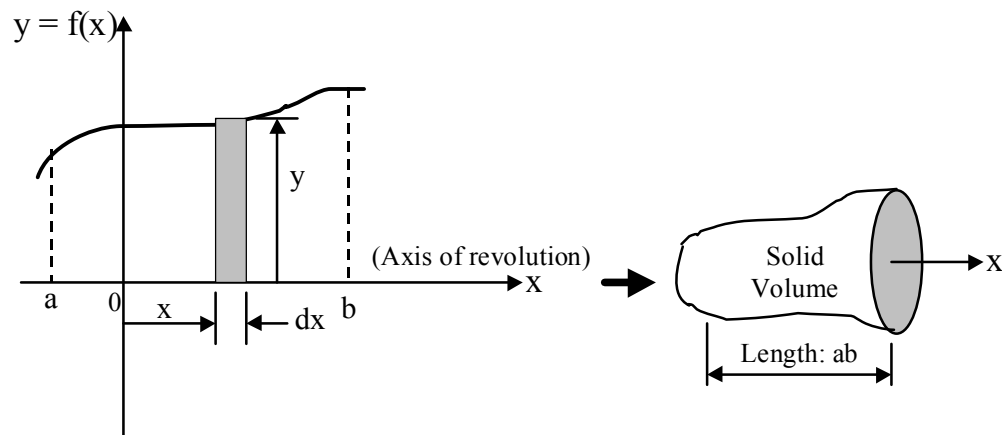 y = f(x)
y
(Axis of revolution)
x
a
0
x
dx
b
Solid
Volume
x
Length: ab